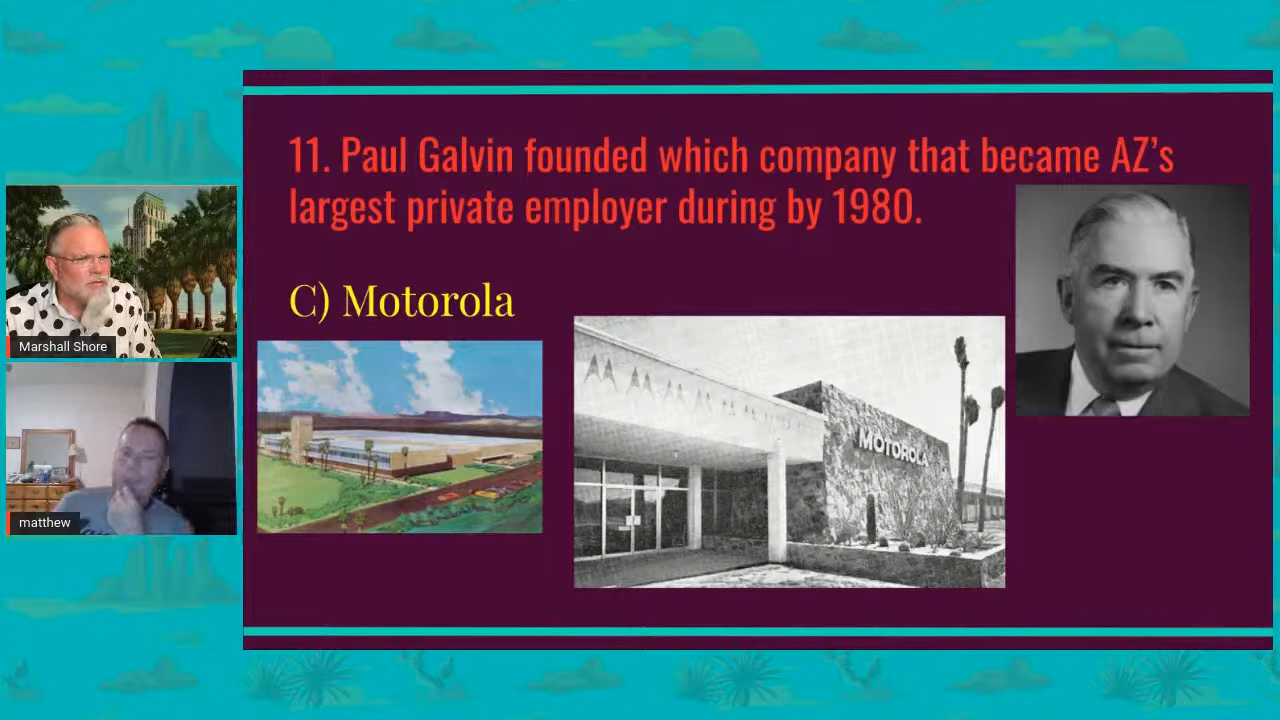 11. Paul Galvin founded which company that became AZ’s
largest private employer during by 1980.
C) Motorola
MOTOROLA
Marshall Shore
matthew